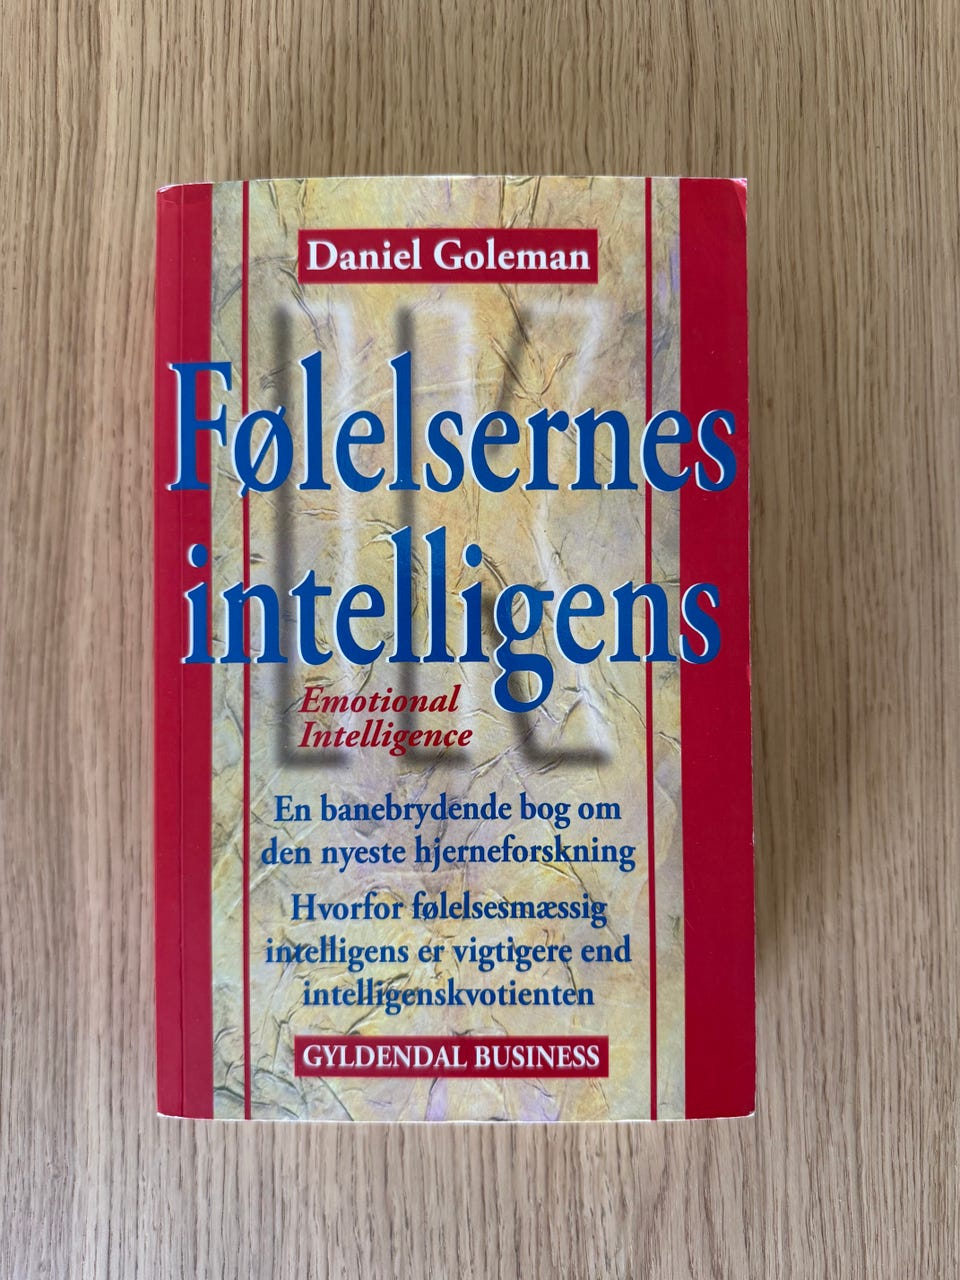 Daniel Goleman
Følelsernes
intelligens
Emotional
Intelligence
En banebrydende bog om
den nyeste hjerneforskning
Hvorfor følelsesmæssig
intelligens er vigtigere end
intelligenskvotienten
GYLDENDAL BUSINESS